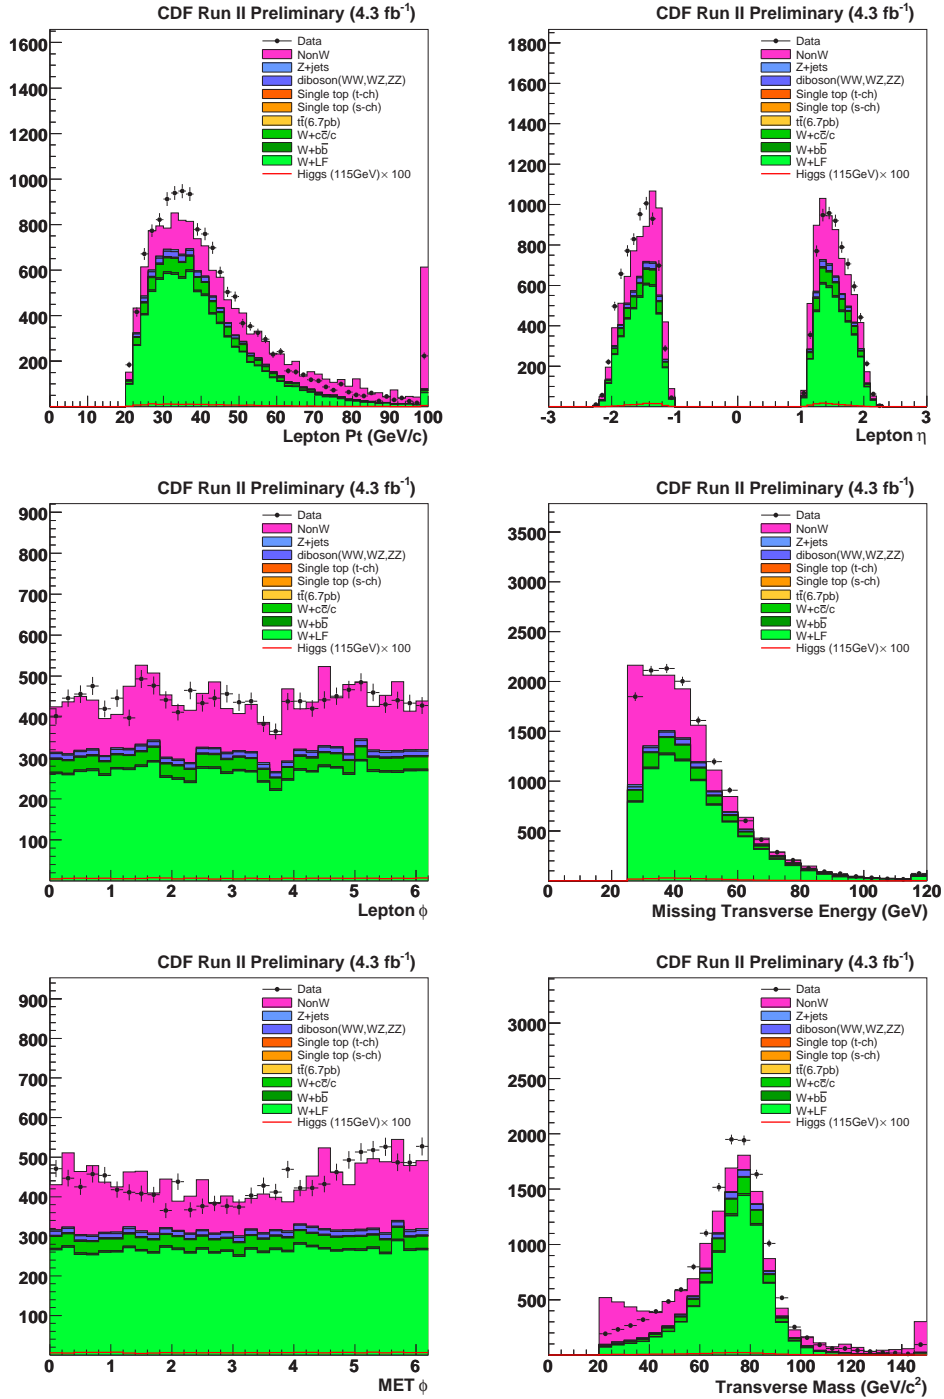 CDF Run II Preliminary (4.3 fb⁻¹)
1600
1400
1200
1000
800
600
400
200
Data
NonW
Z+jets
diboson(WW,WZ,ZZ)
Single top (t-ch)
Single top (s-ch)
tt̄(6.7pb)
W+cc̄/c
W+bb̄
W+LF
Higgs (115GeV)× 100
0 10 20 30 40 50 60 70 80 90 100
Lepton Pt (GeV/c)
CDF Run II Preliminary (4.3 fb⁻¹)
1800
1600
1400
1200
1000
800
600
400
200
Data
NonW
Z+jets
diboson(WW,WZ,ZZ)
Single top (t-ch)
Single top (s-ch)
tt̄(6.7pb)
W+cc̄/c
W+bb̄
W+LF
Higgs (115GeV)× 100
-3 -2 -1 0 1 2 3
Lepton η
CDF Run II Preliminary (4.3 fb⁻¹)
900
800
700
600
500
400
300
200
100
Data
NonW
Z+jets
diboson(WW,WZ,ZZ)
Single top (t-ch)
Single top (s-ch)
tt̄(6.7pb)
W+cc̄/c
W+bb̄
W+LF
Higgs (115GeV)× 100
0 1 2 3 4 5 6
Lepton ϕ
CDF Run II Preliminary (4.3 fb⁻¹)
3500
3000
2500
2000
1500
1000
500
Data
NonW
Z+jets
diboson(WW,WZ,ZZ)
Single top (t-ch)
Single top (s-ch)
tt̄(6.7pb)
W+cc̄/c
W+bb̄
W+LF
Higgs (115GeV)× 100
0 20 40 60 80 100 120
Missing Transverse Energy (GeV)
CDF Run II Preliminary (4.3 fb⁻¹)
900
800
700
600
500
400
300
200
100
Data
NonW
Z+jets
diboson(WW,WZ,ZZ)
Single top (t-ch)
Single top (s-ch)
tt̄(6.7pb)
W+cc̄/c
W+bb̄
W+LF
Higgs (115GeV)× 100
0 1 2 3 4 5 6
MET ϕ
CDF Run II Preliminary (4.3 fb⁻¹)
3000
2500
2000
1500
1000
500
Data
NonW
Z+jets
diboson(WW,WZ,ZZ)
Single top (t-ch)
Single top (s-ch)
tt̄(6.7pb)
W+cc̄/c
W+bb̄
W+LF
Higgs (115GeV)× 100
0 20 40 60 80 100 120 140
Transverse Mass (GeV/c²)